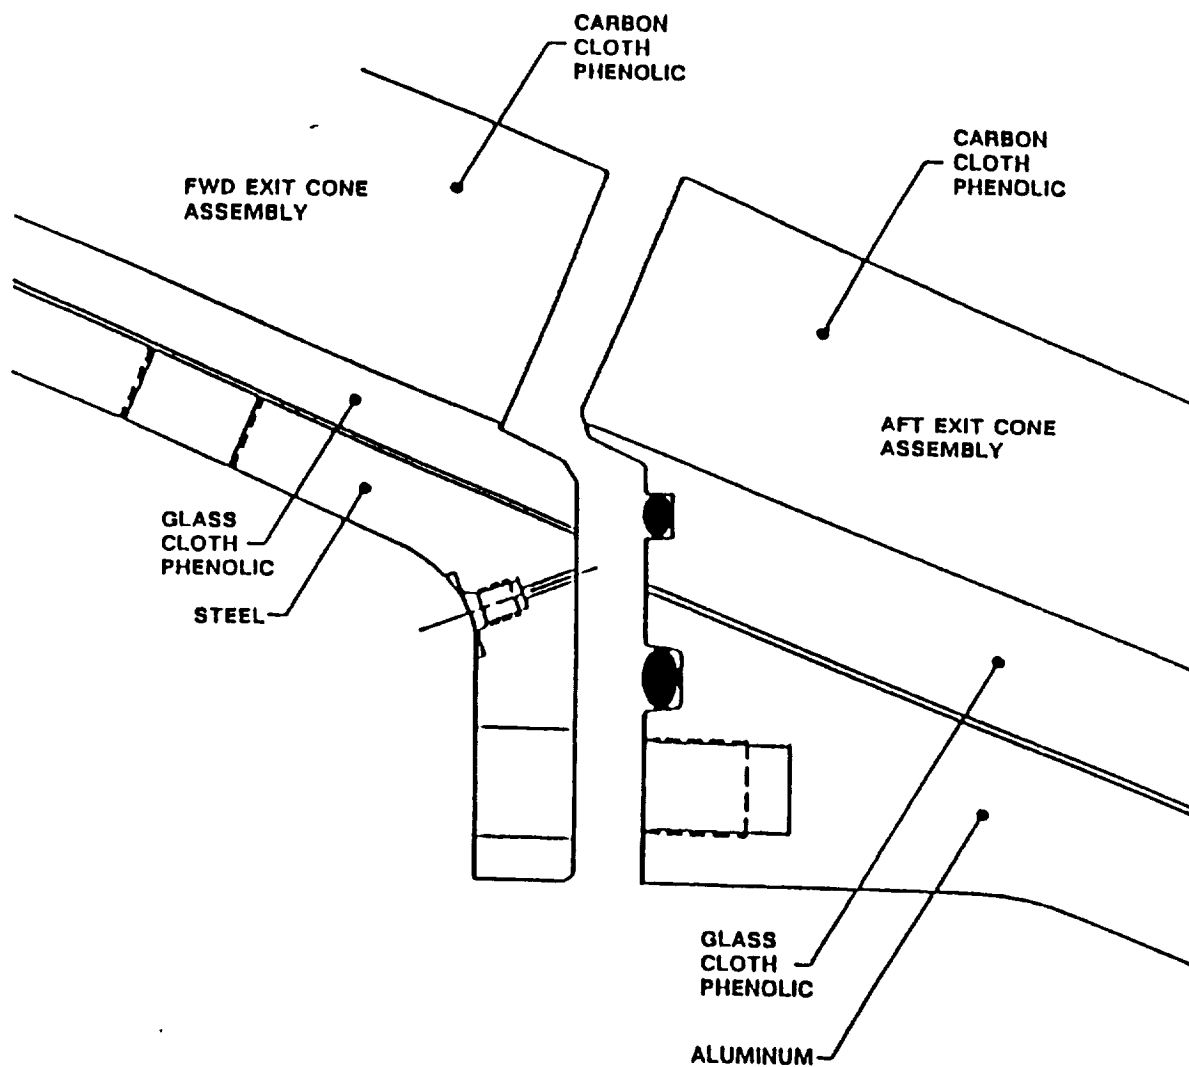 CARBON
CLOTH
PHENOLIC
CARBON
CLOTH
PHENOLIC
FWD EXIT CONE
ASSEMBLY
AFT EXIT CONE
ASSEMBLY
GLASS
CLOTH
PHENOLIC
STEEL
GLASS
CLOTH
PHENOLIC
ALUMINUM